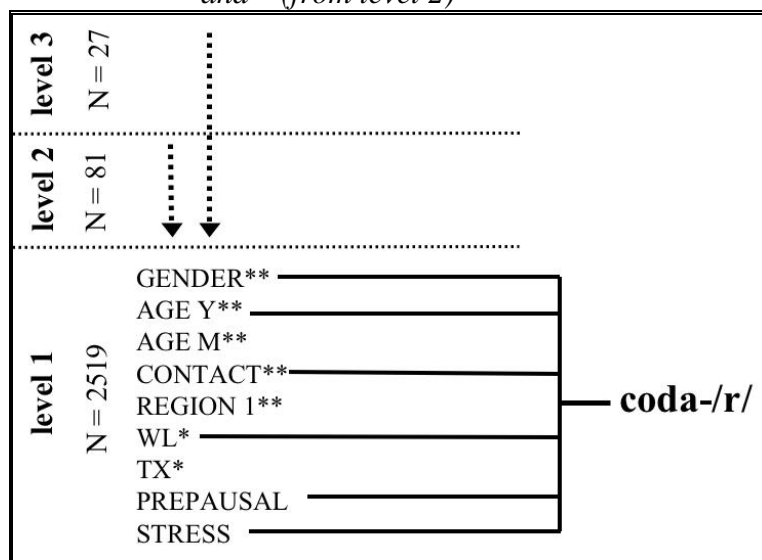 and * (from level 2)
level 3
N = 27
level 2
N = 81
level 1
N = 2519
GENDER**
AGE Y**
AGE M**
CONTACT**
REGION 1**
WL*
TX*
PREPAUSAL
STRESS
coda-/r/